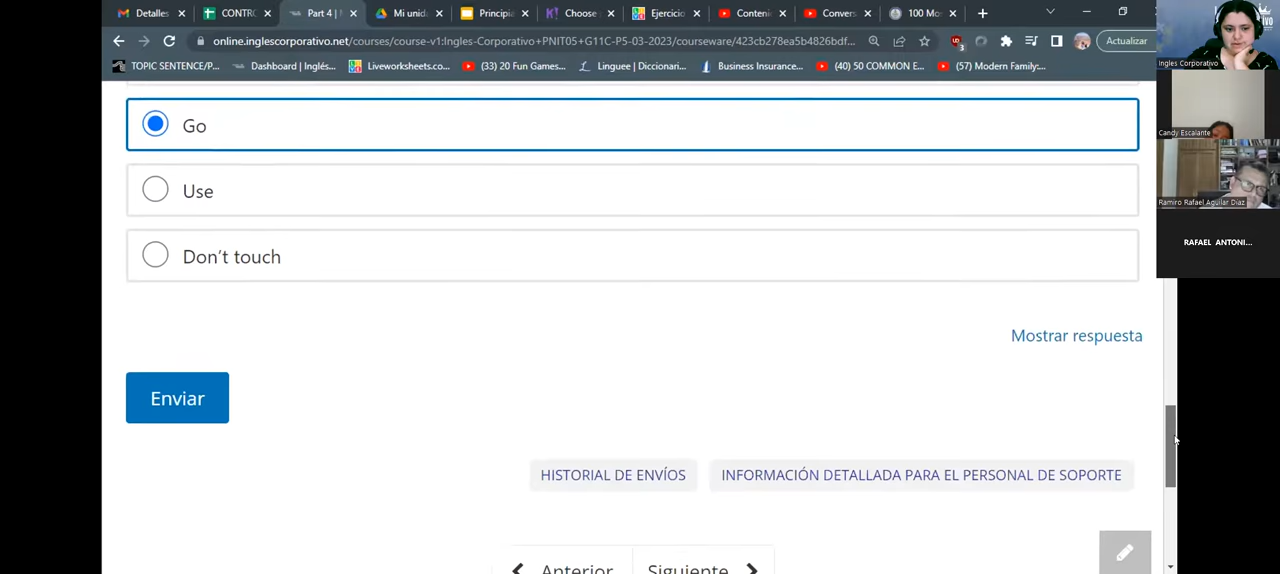 Detalles
CONTRO
Part 4 |
Mi unid
Principia
Choose
Ejercicio
Conteni
Convers
100 Mo
online.inglescorporativo.net/courses/course-v1:Ingles-Corporativo+PNIT05+G11C-P5-03-2023/courseware/423cb278ea5b4826bdf...
3
Actualizar
TOPIC SENTENCE/P...
Dashboard | Inglés...
Liveworksheets.co...
(33) 20 Fun Games...
Linguee | Diccionari...
Business Insurance...
(40) 50 COMMON E...
(57) Modern Family:...
Ingles Corporativo
Candy Escalante
Ramiro Rafael Aguilar Diaz
RAFAEL ANTONI...
Go
Use
Don't touch
Mostrar respuesta
Enviar
HISTORIAL DE ENVÍOS
INFORMACIÓN DETALLADA PARA EL PERSONAL DE SOPORTE
Anterior
Siguiente